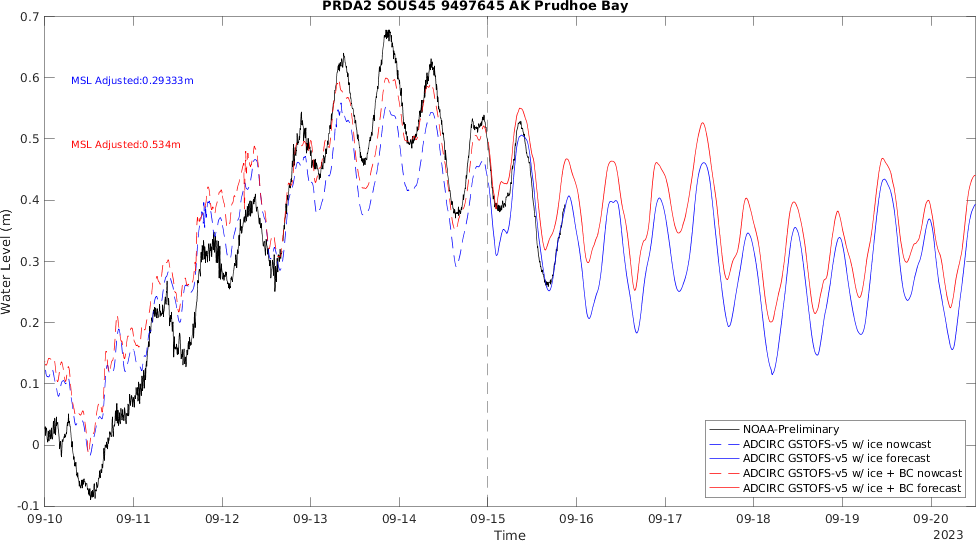 PRDA2 SOUS45 9497645 AK Prudhoe Bay
0.7
0.6
0.5
0.4
0.3
0.2
0.1
0
-0.1
Water Level (m)
MSL Adjusted:0.29333m
MSL Adjusted:0.534m
NOAA-Preliminary
ADCIRC GSTOFS-v5 w/ ice nowcast
ADCIRC GSTOFS-v5 w/ ice forecast
ADCIRC GSTOFS-v5 w/ ice + BC nowcast
ADCIRC GSTOFS-v5 w/ ice + BC forecast
09-10 09-11 09-12 09-13 09-14 09-15 09-16 09-17 09-18 09-19 09-20
Time
2023